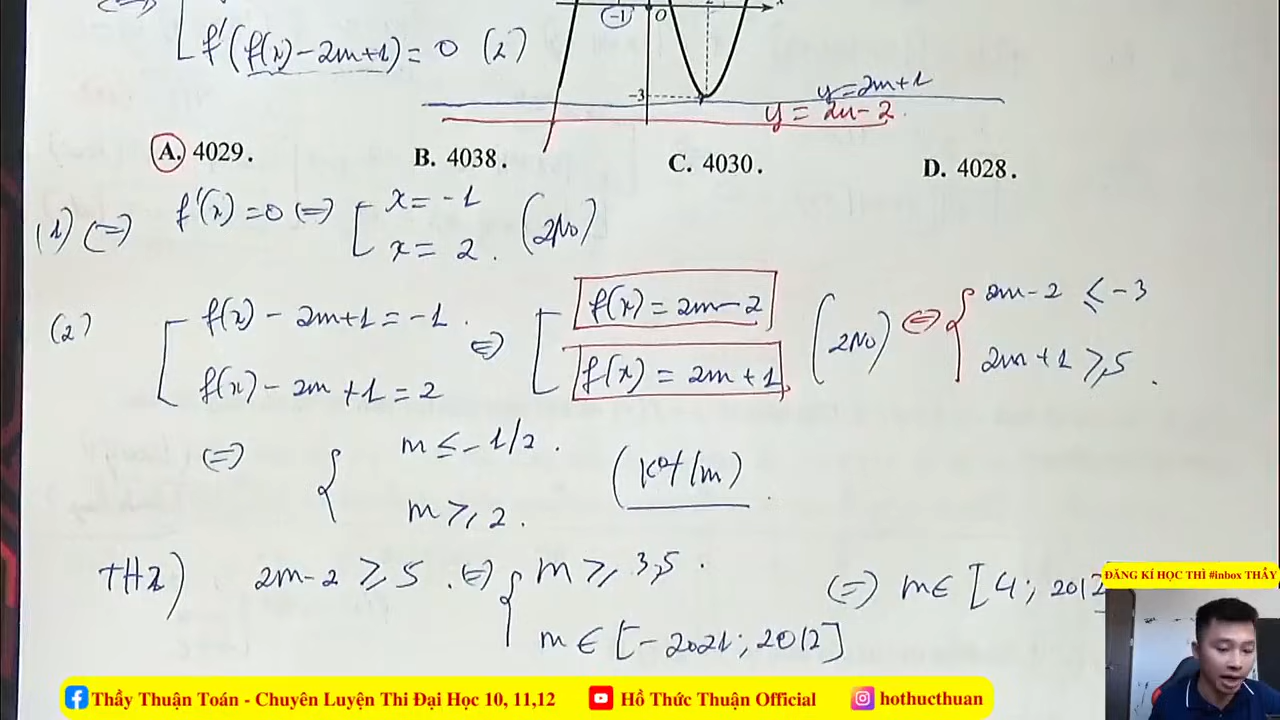 f'(f(x)-2m+1)=0 (2)
-1 O
-3
y=2m+1
y = 2m-2
A. 4029. B. 4038. C. 4030. D. 4028.
(1) (=) f'(x)=0 (=) [ x=-1
x= 2. (2No)
(2) [ f(x) - 2m+1 = -1.
f(x) - 2m +1 = 2
(=) [ f(x) = 2m-2
f(x) = 2m+1
(2No) (=) { 2m-2 ≤ -3
2m+1 ≥ 5.
(=) { m ≤ -1/2.
m ≥ 2.
(K° t/m).
TH2) 2m-2 ≥ 5. (=) { m ≥ 3,5.
m ∈ [-2021; 2012]
(=) m ∈ [4; 2012
ĐĂNG KÍ HỌC THÌ #inbox THẦY
Thầy Thuận Toán - Chuyên Luyện Thi Đại Học 10, 11,12 Hồ Thức Thuận Official hothucthuan